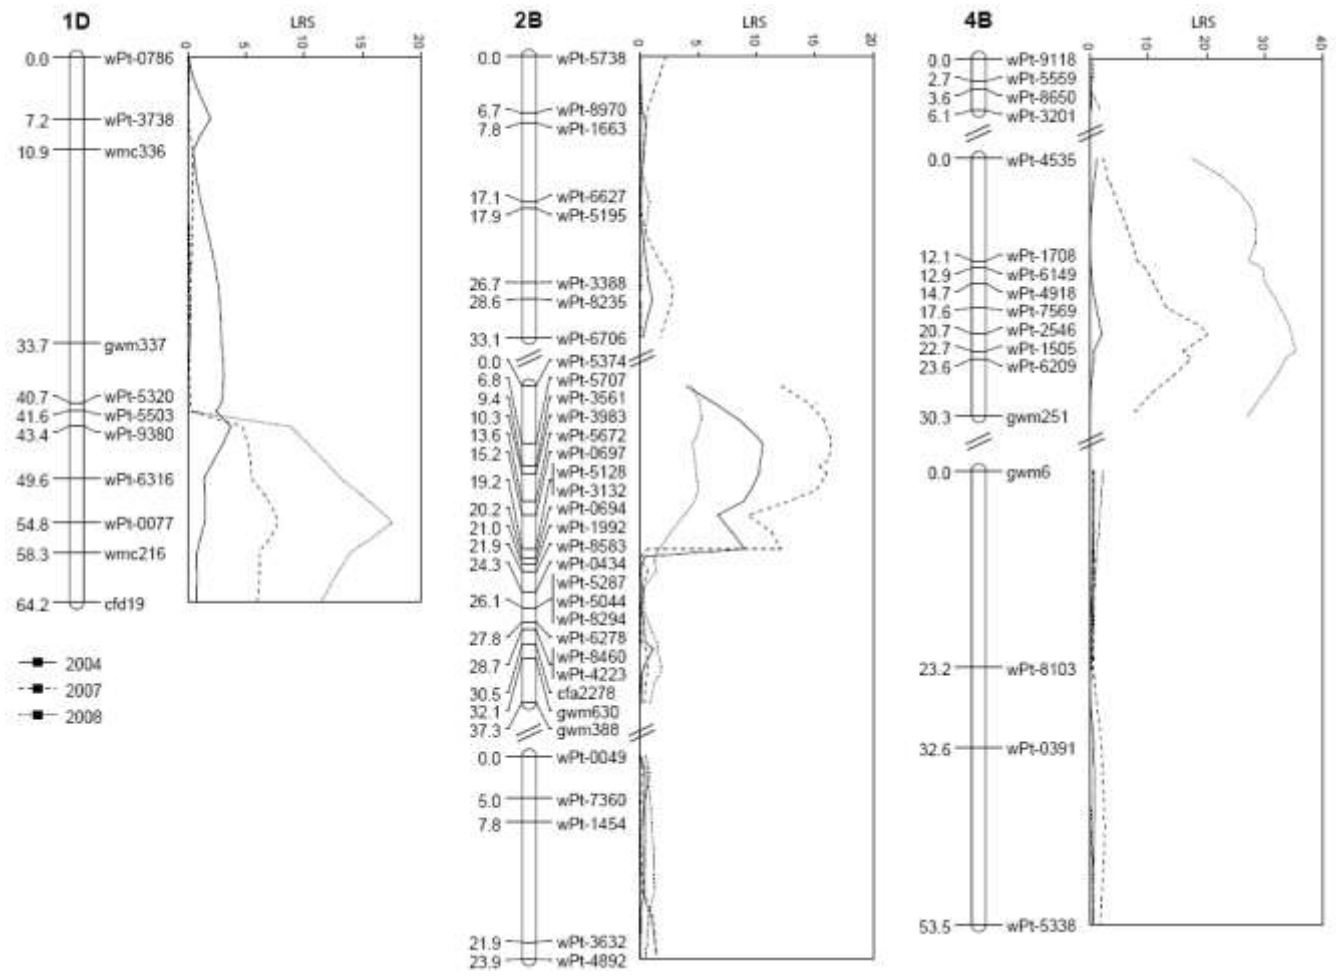 1D
LRS
0 5 10 15 20
0.0 wPt-0786
7.2 wPt-3738
10.9 wmc336
33.7 gwm337
40.7 wPt-5320
41.6 wPt-5503
43.4 wPt-9380
49.6 wPt-6316
54.8 wPt-0077
58.3 wmc216
64.2 cfd19
2004
2007
2008
2B
LRS
0 5 10 15 20
0.0 wPt-5738
6.7 wPt-8970
7.8 wPt-1663
17.1 wPt-6627
17.9 wPt-5195
26.7 wPt-3388
28.6 wPt-8235
33.1 wPt-6706
0.0 wPt-5374
6.8 wPt-5707
9.4 wPt-3561
10.3 wPt-3983
13.6 wPt-5672
15.2 wPt-0697
wPt-5128
19.2 wPt-3132
20.2 wPt-0694
21.0 wPt-1992
21.9 wPt-8583
24.3 wPt-0434
wPt-5287
26.1 wPt-5044
wPt-8294
27.8 wPt-6278
28.7 wPt-8460
wPt-4223
30.5 cfa2278
32.1 gwm630
37.3 gwm388
0.0 wPt-0049
5.0 wPt-7360
7.8 wPt-1454
21.9 wPt-3632
23.9 wPt-4892
4B
LRS
0 10 20 30 40
0.0 wPt-9118
2.7 wPt-5559
3.6 wPt-8650
6.1 wPt-3201
0.0 wPt-4535
12.1 wPt-1708
12.9 wPt-6149
14.7 wPt-4918
17.6 wPt-7569
20.7 wPt-2546
22.7 wPt-1505
23.6 wPt-6209
30.3 gwm251
0.0 gwm6
23.2 wPt-8103
32.6 wPt-0391
53.5 wPt-5338